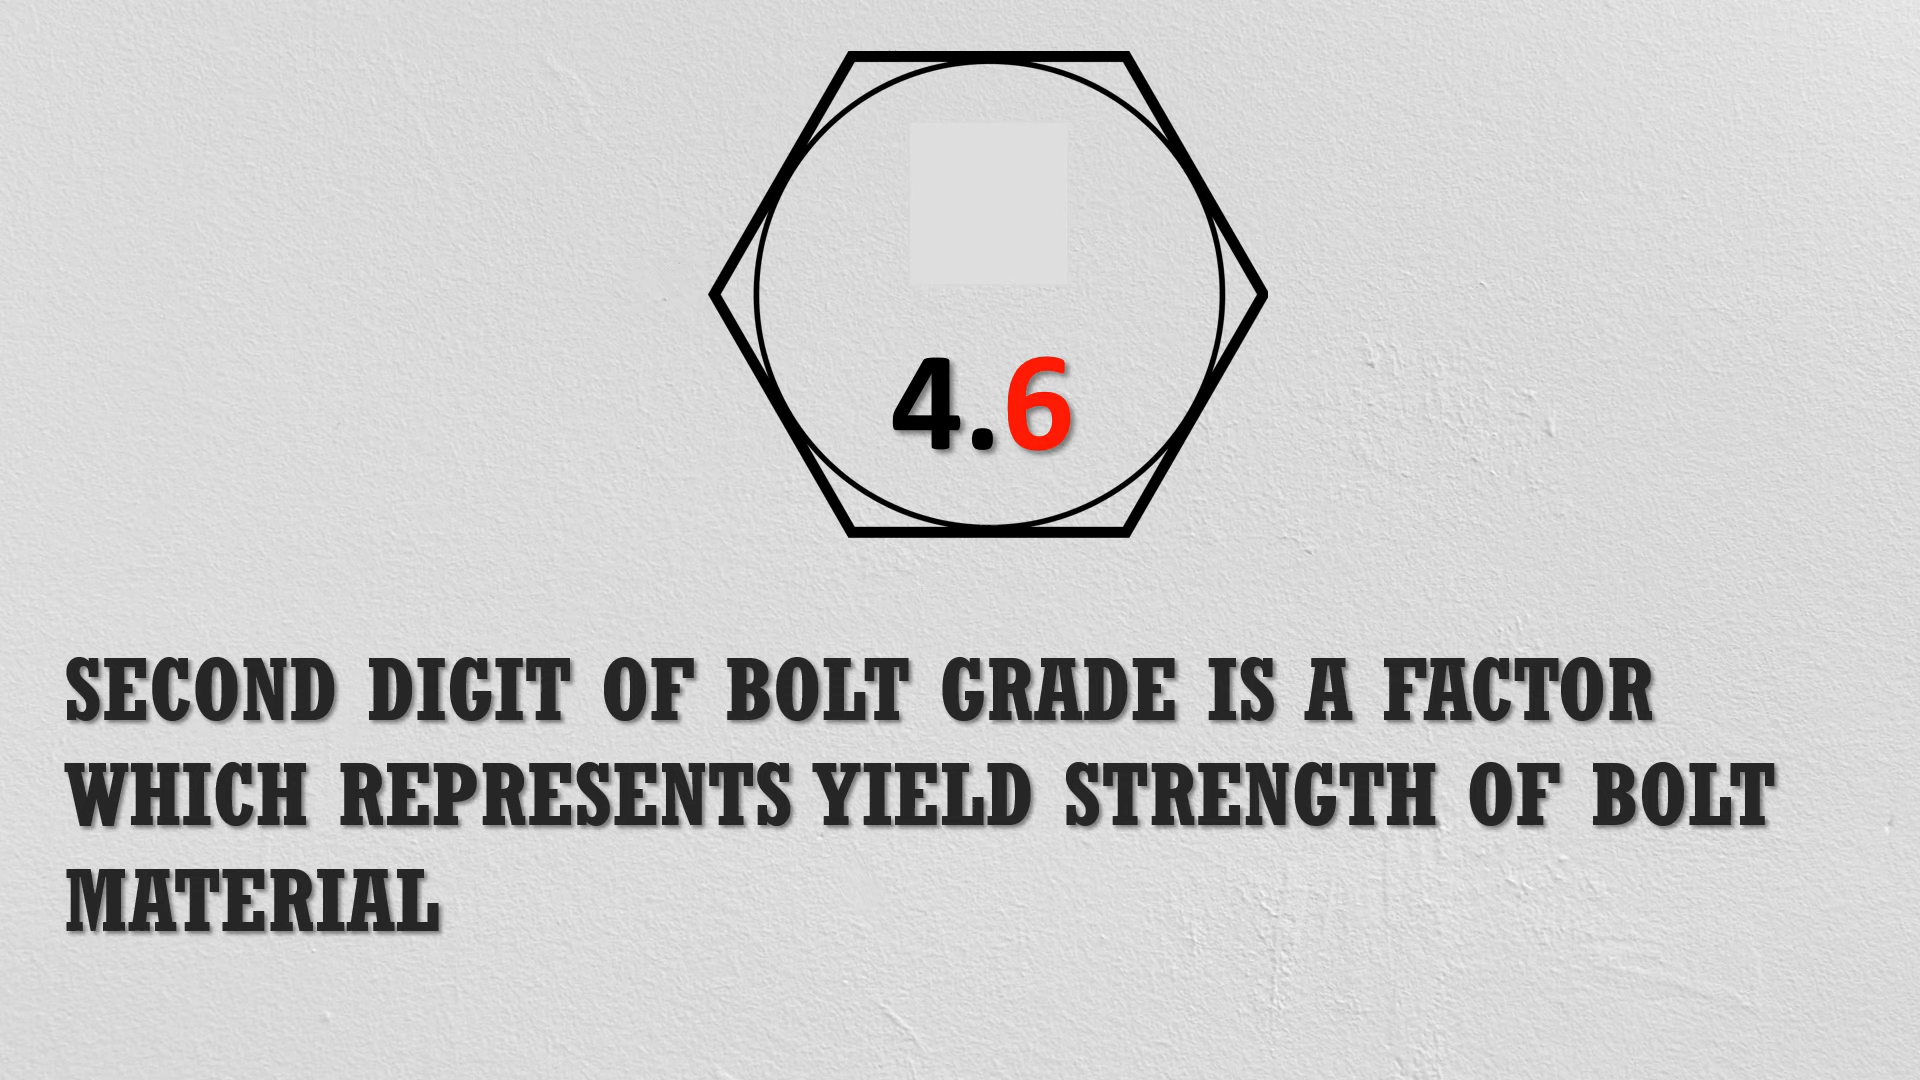 4.6
SECOND DIGIT OF BOLT GRADE IS A FACTOR
WHICH REPRESENTS YIELD STRENGTH OF BOLT
MATERIAL